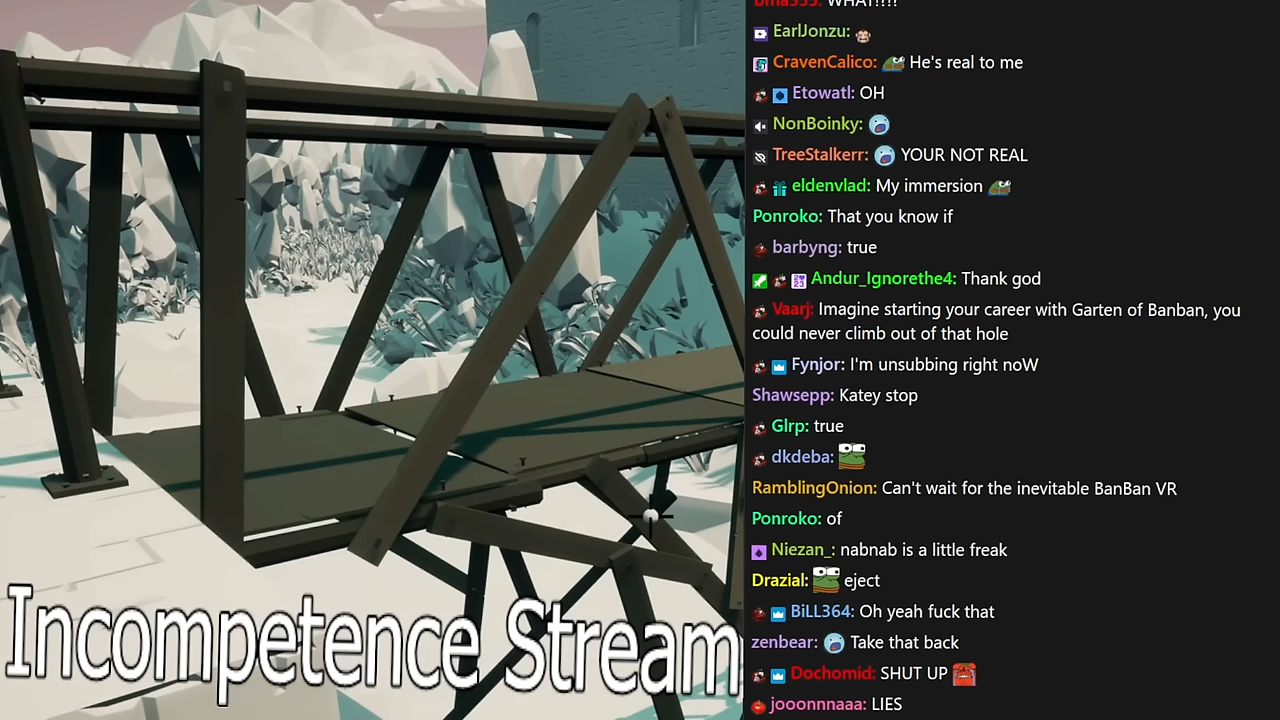 bma555: WHAT!!!!
EarlJonzu:
CravenCalico: He's real to me
Etowatl: OH
NonBoinky:
TreeStalkerr: YOUR NOT REAL
eldenvlad: My immersion
Ponroko: That you know if
barbyng: true
Andur_Ignorethe4: Thank god
Vaarj: Imagine starting your career with Garten of Banban, you
could never climb out of that hole
Fynjor: I'm unsubbing right noW
Shawsepp: Katey stop
Glrp: true
dkdeba:
RamblingOnion: Can't wait for the inevitable BanBan VR
Ponroko: of
Niezan_: nabnab is a little freak
Drazial: eject
BiLL364: Oh yeah fuck that
zenbear: Take that back
Dochomid: SHUT UP
jooonnnaaa: LIES
Incompetence Stream